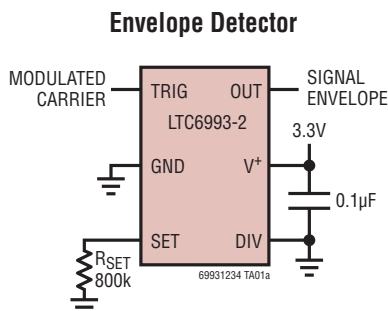 Envelope Detector
MODULATED
CARRIER
TRIG
OUT
SIGNAL
ENVELOPE
LTC6993-2
3.3V
GND
V+
0.1µF
SET
DIV
RSET
800k
69931234 TA01a